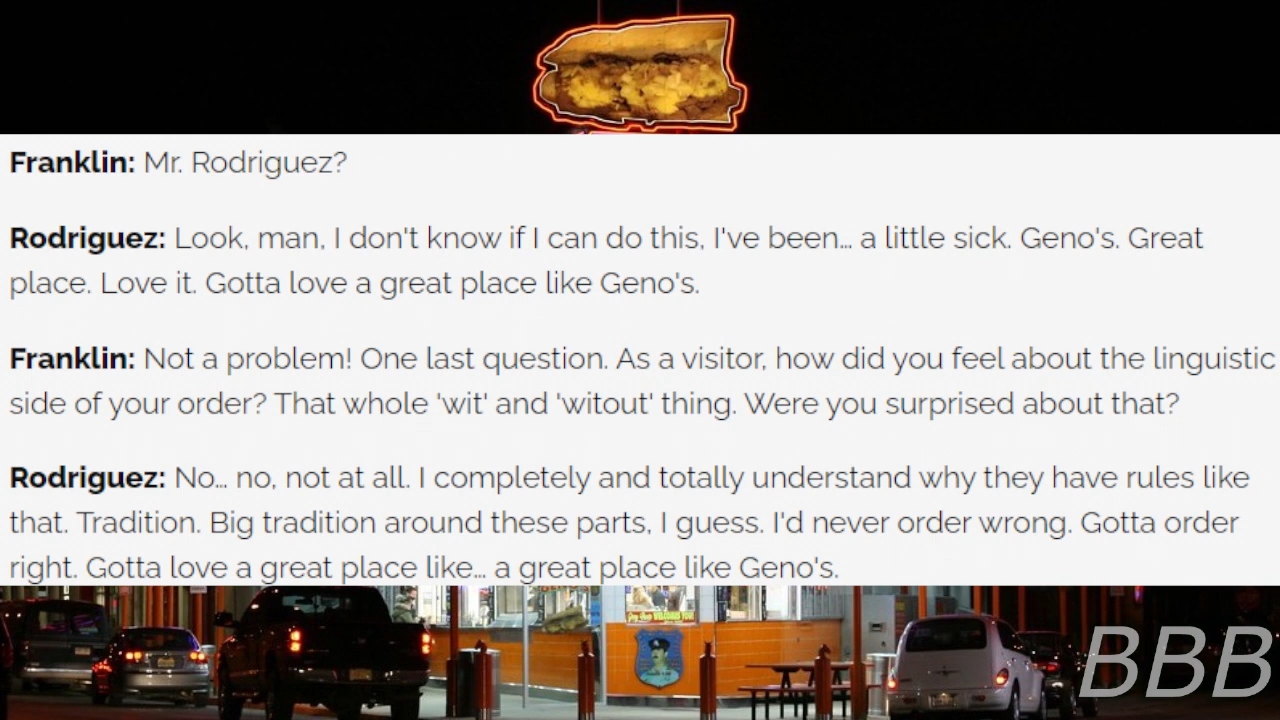 Franklin: Mr. Rodriguez?
Rodriguez: Look, man, I don't know if I can do this, I've been... a little sick. Geno's. Great
place. Love it. Gotta love a great place like Geno's.
Franklin: Not a problem! One last question. As a visitor, how did you feel about the linguistic
side of your order? That whole 'wit' and 'witout' thing. Were you surprised about that?
Rodriguez: No... no, not at all. I completely and totally understand why they have rules like
that. Tradition. Big tradition around these parts, I guess. I'd never order wrong. Gotta order
right. Gotta love a great place like... a great place like Geno's.
BBB